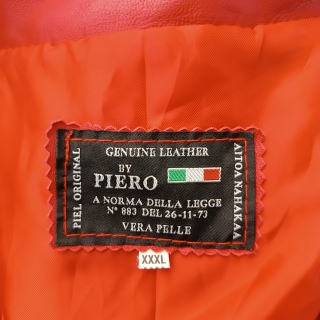 GENUINE LEATHER
BY
PIERO
A NORMA DELLA LEGGE
N° 883 DEL 26-11-73
VERA PELLE
PIEL ORIGINAL
AITOA NAHAKAA
XXXL